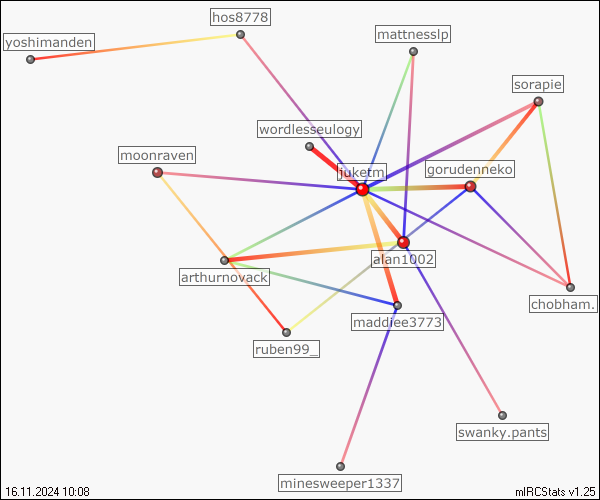 hos8778
yoshimanden
mattnesslp
sorapie
wordlesseulogy
moonraven
juketm
gorudenneko
alan1002
arthurnovack
chobham.
maddiee3773
ruben99_
swanky.pants
minesweeper1337
16.11.2024 10:08
mIRCStats v1.25